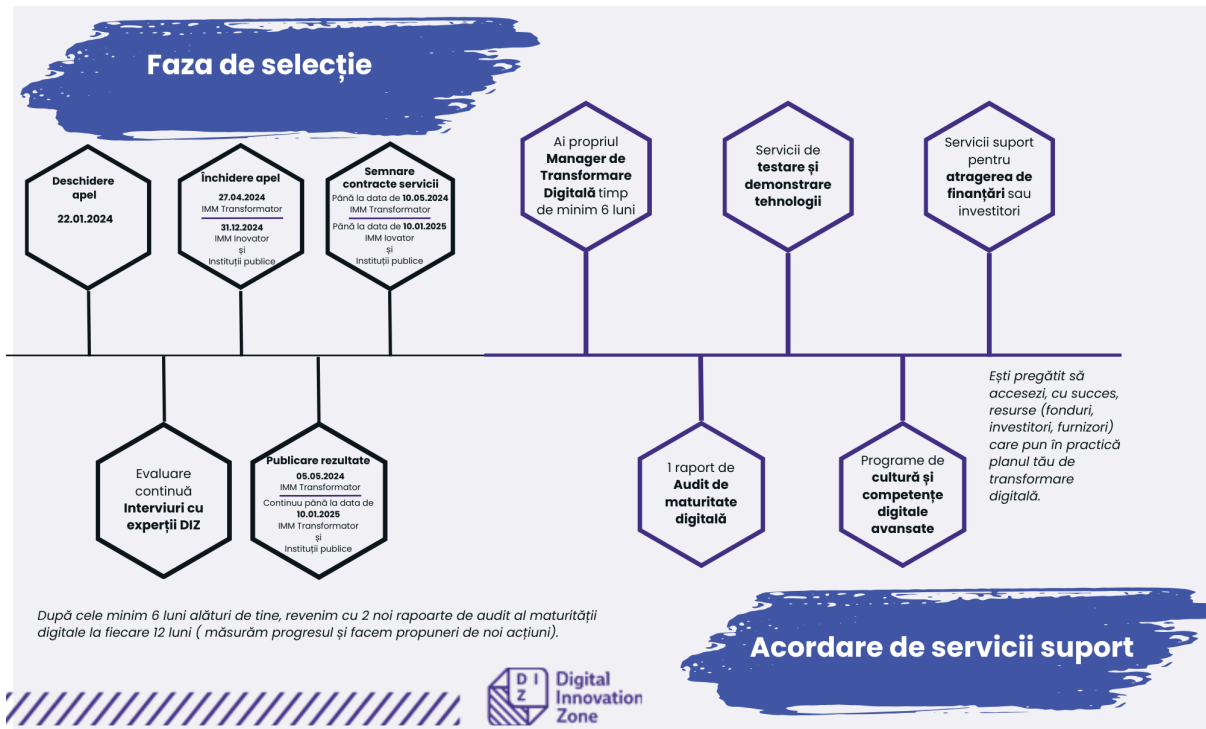 Faza de selecție
Deschidere
apel
22.01.2024
Închidere apel
27.04.2024
IMM Transformator
31.12.2024
IMM Inovator
și
Instituții publice
Semnare
contracte servicii
Până la data de 10.05.2024
IMM Transformator
Până la data de 10.01.2025
IMM Iovator
și
Instituții publice
Evaluare
continuă
Interviuri cu
experții DIZ
Publicare rezultate
05.05.2024
IMM Transformator
Continuu până la data de
10.01.2025
IMM Transformator
și
Instituții publice
Ai propriul
Manager de
Transformare
Digitală timp
de minim 6 luni
Servicii de
testare și
demonstrare
tehnologii
Servicii suport
pentru
atragerea de
finanțări sau
investitori
1 raport de
Audit de
maturitate
digitală
Programe de
cultură și
competențe
digitale
avansate
Ești pregătit să
accesezi, cu succes,
resurse (fonduri,
investitori, furnizori)
care pun în practică
planul tău de
transformare
digitală.
După cele minim 6 luni alături de tine, revenim cu 2 noi rapoarte de audit al maturității
digitale la fiecare 12 luni ( măsurăm progresul și facem propuneri de noi acțiuni).
Acordare de servicii suport
D I
Z
Digital
Innovation
Zone